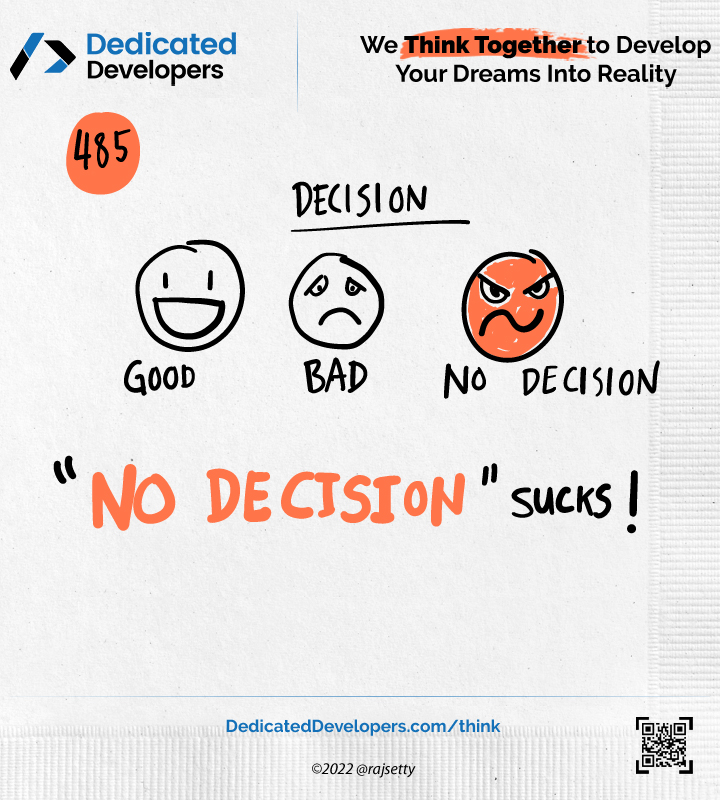 Dedicated
Developers
We Think Together to Develop
Your Dreams Into Reality
485
DECISION
GOOD
BAD
NO DECISION
"NO DECISION" SUCKS!
DedicatedDevelopers.com/think
©2022 @rajsetty